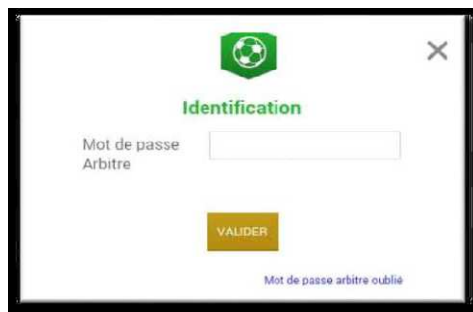 Identification
Mot de passe
Arbitre
VALIDER
Mot de passe arbitre oublié